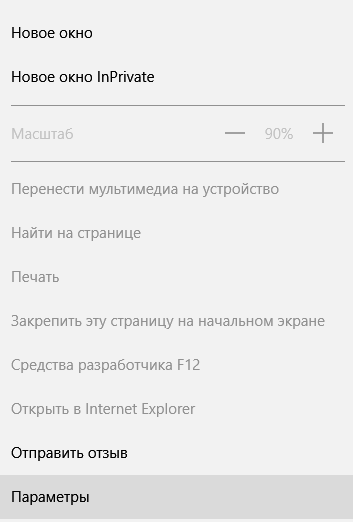 Новое окно
Новое окно InPrivate
Масштаб 90%
Перенести мультимедиа на устройство
Найти на странице
Печать
Закрепить эту страницу на начальном экране
Средства разработчика F12
Открыть в Internet Explorer
Отправить отзыв
Параметры